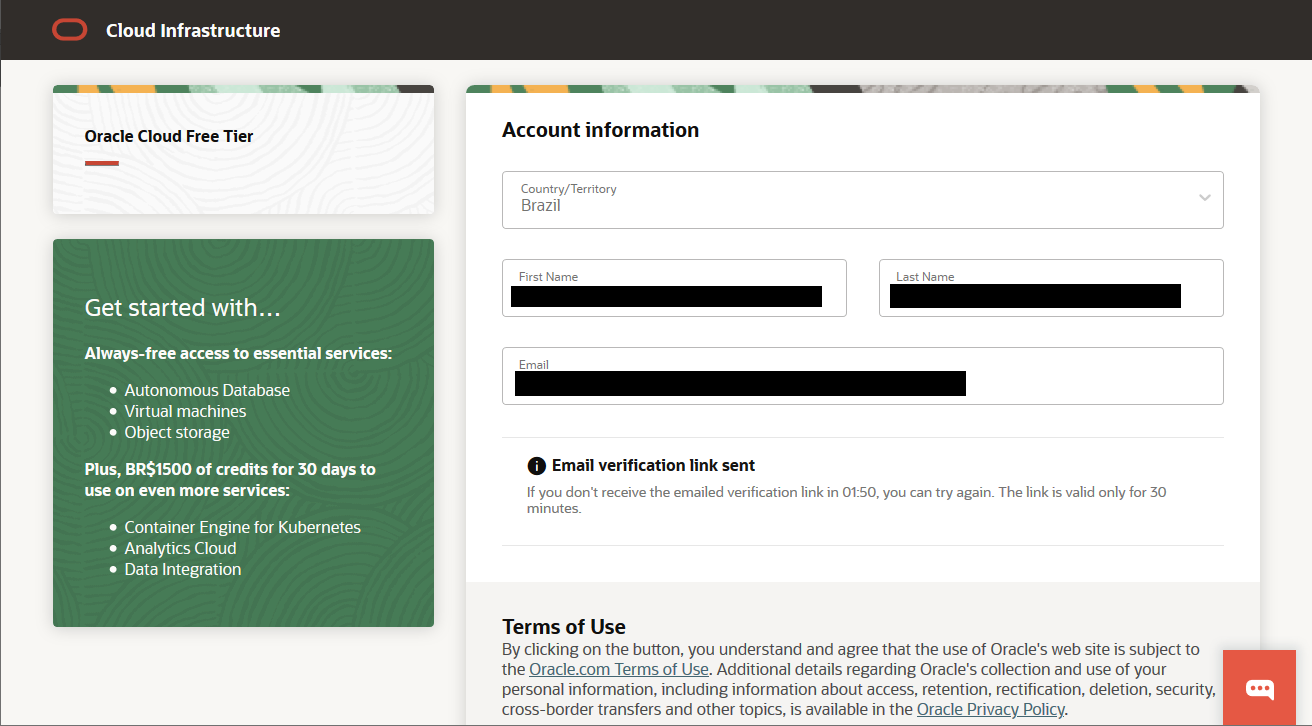 Cloud Infrastructure
Oracle Cloud Free Tier
Get started with...
Always-free access to essential services:
Autonomous Database
Virtual machines
Object storage
Plus, BR$1500 of credits for 30 days to
use on even more services:
Container Engine for Kubernetes
Analytics Cloud
Data Integration
Account information
Country/Territory
Brazil
First Name
Last Name
Email
Email verification link sent
If you don't receive the emailed verification link in 01:50, you can try again. The link is valid only for 30
minutes.
Terms of Use
By clicking on the button, you understand and agree that the use of Oracle's web site is subject to
the Oracle.com Terms of Use. Additional details regarding Oracle's collection and use of your
personal information, including information about access, retention, rectification, deletion, security,
cross-border transfers and other topics, is available in the Oracle Privacy Policy.